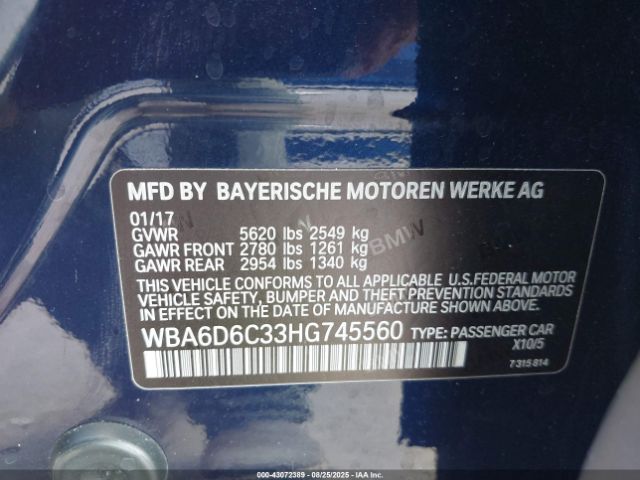 MFD BY BAYERISCHE MOTOREN WERKE AG
01/17
GVWR 5620 lbs 2549 kg
GAWR FRONT 2780 lbs 1261 kg
GAWR REAR 2954 lbs 1340 kg
THIS VEHICLE CONFORMS TO ALL APPLICABLE U.S.FEDERAL MOTOR
VEHICLE SAFETY, BUMPER AND THEFT PREVENTION STANDARDS
IN EFFECT ON THE DATE OF MANUFACTURE SHOWN ABOVE.
WBA6D6C33HG745560 TYPE: PASSENGER CAR
X10/5
7 315 814
BMW
000-43072389 - 08/25/2025 - IAAI.com